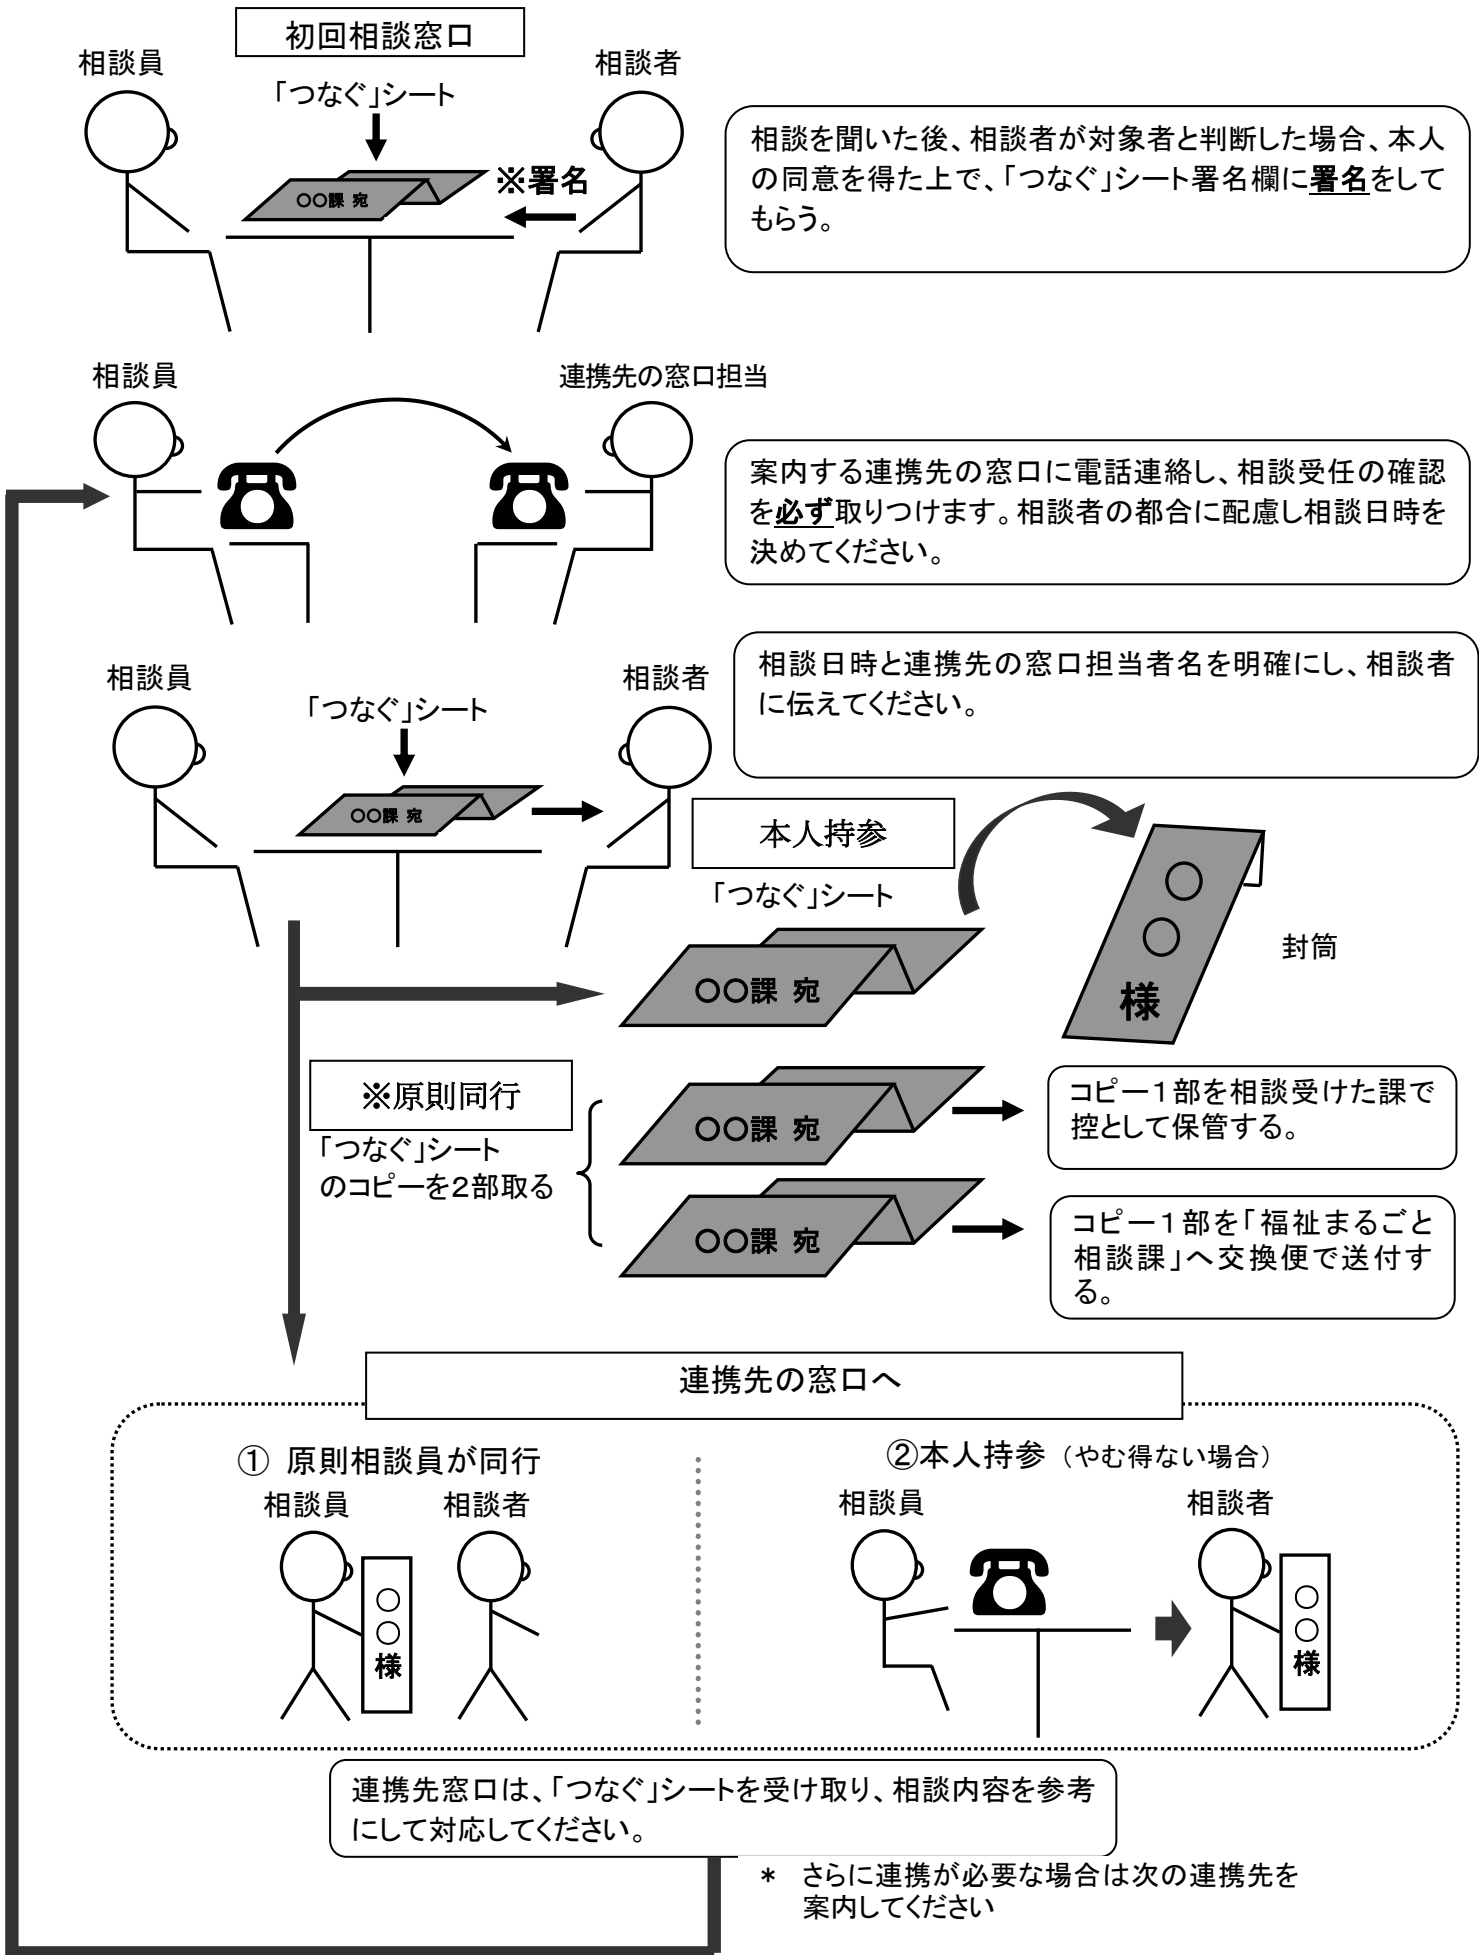 初回相談窓口
相談員
相談者
「つなぐ」シート
※署名
〇〇課 宛
相談を聞いた後、相談者が対象者と判断した場合、本人
の同意を得た上で、「つなぐ」シート署名欄に署名をして
もらう。
相談員
連携先の窓口担当
案内する連携先の窓口に電話連絡し、相談受任の確認
を必ず取りつけます。相談者の都合に配慮し相談日時を
決めてください。
相談員
相談者
「つなぐ」シート
〇〇課 宛
相談日時と連携先の窓口担当者名を明確にし、相談者
に伝えてください。
本人持参
「つなぐ」シート
〇〇課 宛
〇
〇
様
封筒
※原則同行
「つなぐ」シート
のコピーを2部取る
〇〇課 宛
コピー1部を相談受けた課で
控として保管する。
〇〇課 宛
コピー1部を「福祉まるごと
相談課」へ交換便で送付す
る。
連携先の窓口へ
① 原則相談員が同行
相談員
相談者
〇
〇
様
②本人持参（やむ得ない場合）
相談員
相談者
〇
〇
様
連携先窓口は、「つなぐ」シートを受け取り、相談内容を参考
にして対応してください。
* さらに連携が必要な場合は次の連携先を
案内してください